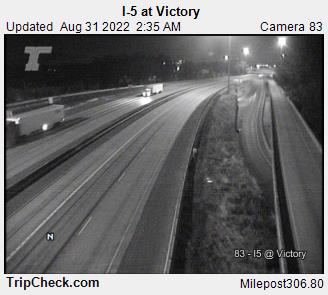 I-5 at Victory
Updated Aug 31 2022 2:35 AM Camera 83
T
N
83 - I5 @ Victory
TripCheck.com Milepost306.80